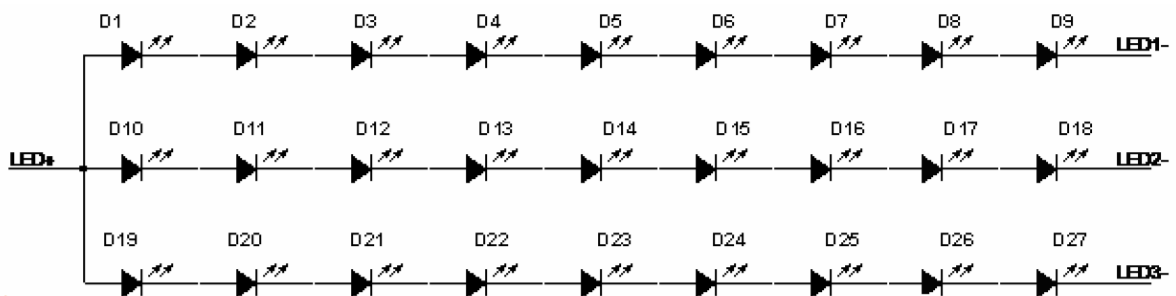 D1 D2 D3 D4 D5 D6 D7 D8 D9
LED1-
D10 D11 D12 D13 D14 D15 D16 D17 D18
LED+ LED2-
D19 D20 D21 D22 D23 D24 D25 D26 D27
LED3-